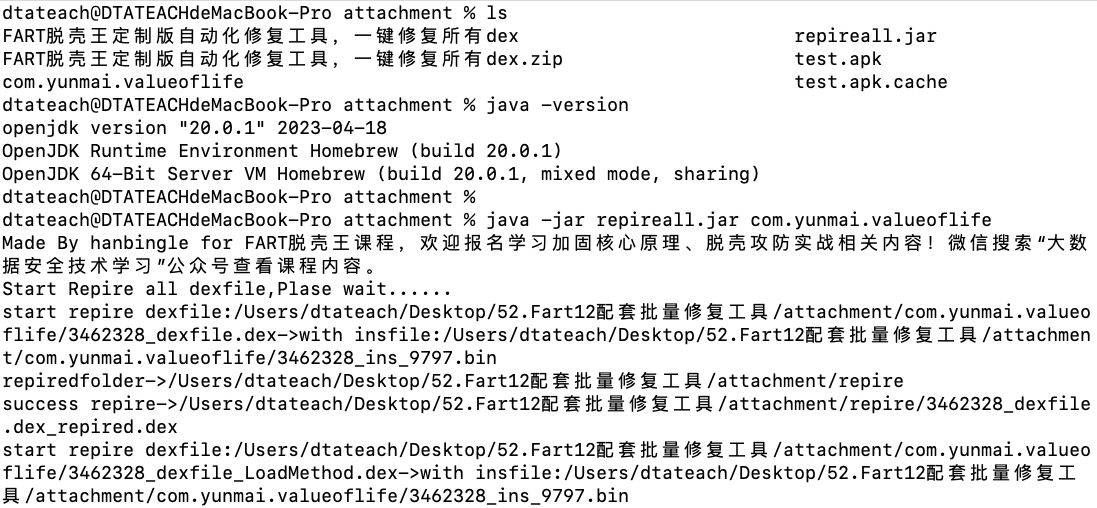 dtateach@DTATEACHdeMacBook-Pro attachment % ls
FART脱壳王定制版自动化修复工具，一键修复所有dex repireall.jar
FART脱壳王定制版自动化修复工具，一键修复所有dex.zip test.apk
com.yunmai.valueoflife test.apk.cache
dtateach@DTATEACHdeMacBook-Pro attachment % java -version
openjdk version "20.0.1" 2023-04-18
OpenJDK Runtime Environment Homebrew (build 20.0.1)
OpenJDK 64-Bit Server VM Homebrew (build 20.0.1, mixed mode, sharing)
dtateach@DTATEACHdeMacBook-Pro attachment %
dtateach@DTATEACHdeMacBook-Pro attachment % java -jar repireall.jar com.yunmai.valueoflife
Made By hanbingle for FART脱壳王课程，欢迎报名学习加固核心原理、脱壳攻防实战相关内容！微信搜索“大数
据安全技术学习”公众号查看课程内容。
Start Repire all dexfile,Plase wait......
start repire dexfile:/Users/dtateach/Desktop/52.Fart12配套批量修复工具/attachment/com.yunmai.valueo
flife/3462328_dexfile.dex->with insfile:/Users/dtateach/Desktop/52.Fart12配套批量修复工具/attachmen
t/com.yunmai.valueoflife/3462328_ins_9797.bin
repiredfolder->/Users/dtateach/Desktop/52.Fart12配套批量修复工具/attachment/repire
success repire->/Users/dtateach/Desktop/52.Fart12配套批量修复工具/attachment/repire/3462328_dexfile
.dex_repired.dex
start repire dexfile:/Users/dtateach/Desktop/52.Fart12配套批量修复工具/attachment/com.yunmai.valueo
flife/3462328_dexfile_LoadMethod.dex->with insfile:/Users/dtateach/Desktop/52.Fart12配套批量修复工
具/attachment/com.yunmai.valueoflife/3462328_ins_9797.bin